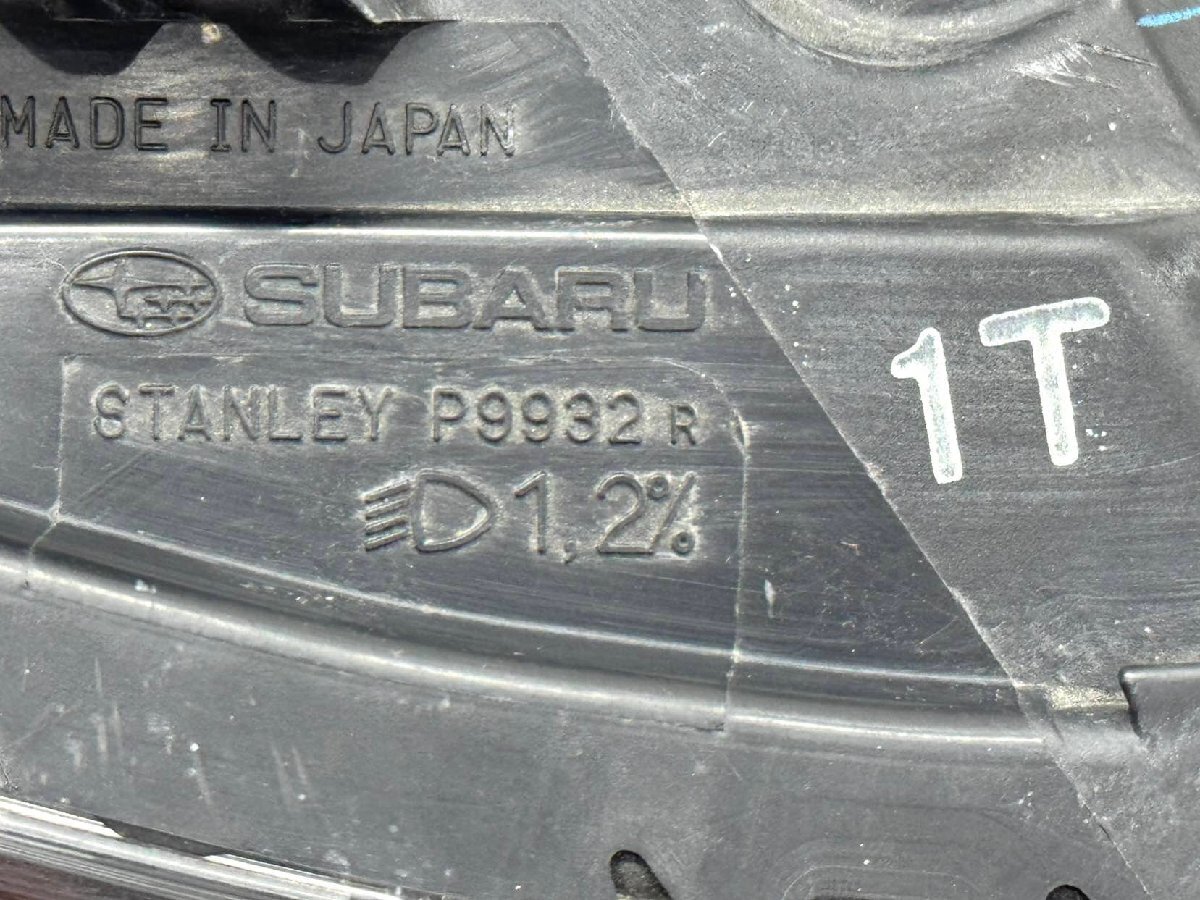 MADE IN JAPAN
SUBARU
1T
STANLEY P9932 R
1,2%